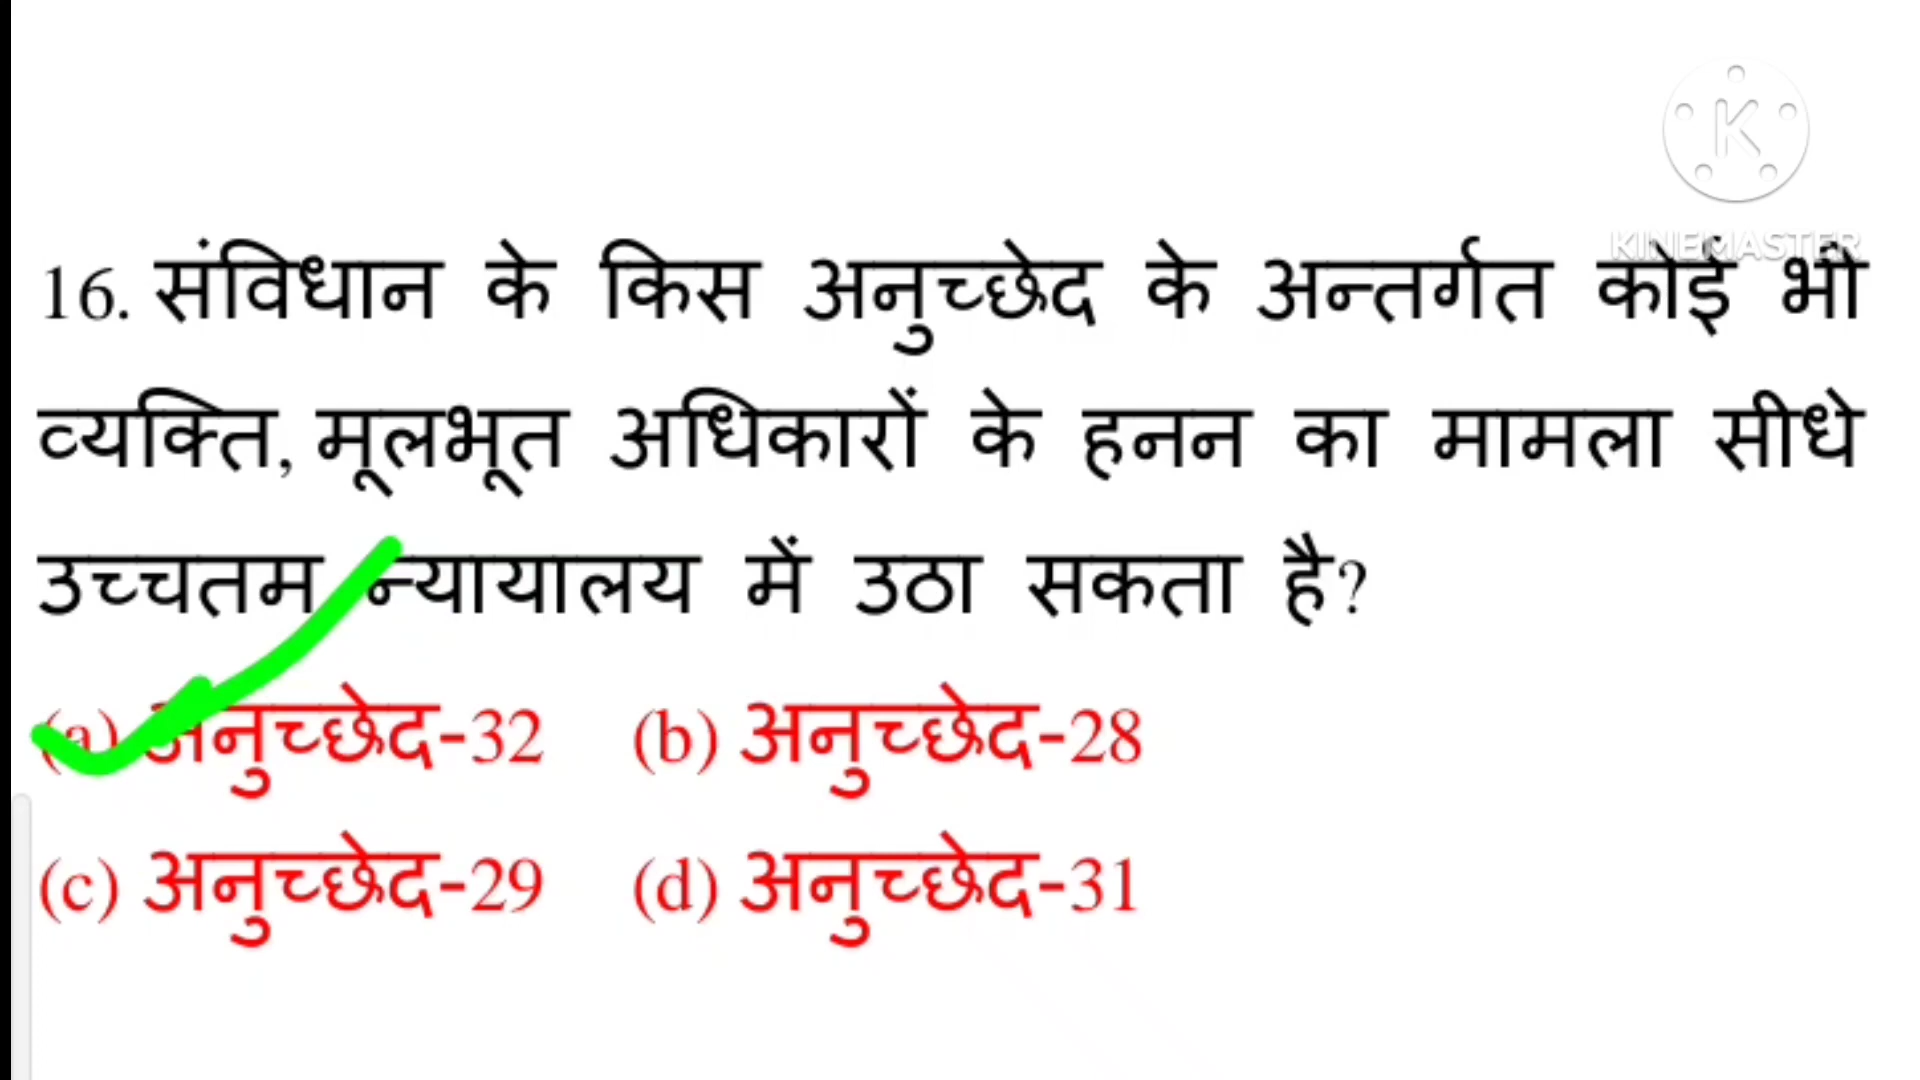 KINEMASTER
16. संविधान के किस अनुच्छेद के अन्तर्गत कोई भी
व्यक्ति, मूलभूत अधिकारों के हनन का मामला सीधे
उच्चतम न्यायालय में उठा सकता है?
(a) अनुच्छेद-32 (b) अनुच्छेद-28
(c) अनुच्छेद-29 (d) अनुच्छेद-31